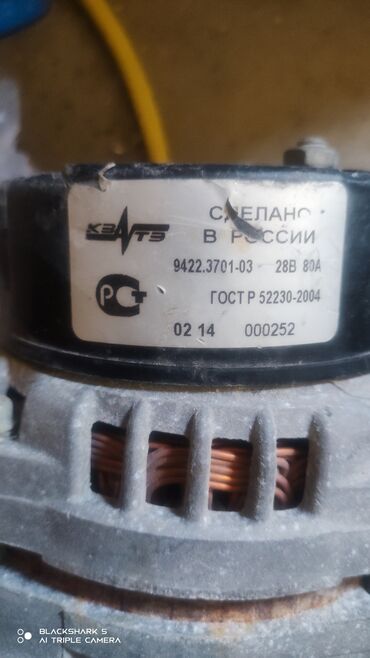 КЗАТЭ
СДЕЛАНО
В РОССИИ
9422.3701-03 28В 80А
РСТ
ГОСТ Р 52230-2004
02 14 000252
BLACKSHARK 5
AI TRIPLE CAMERA